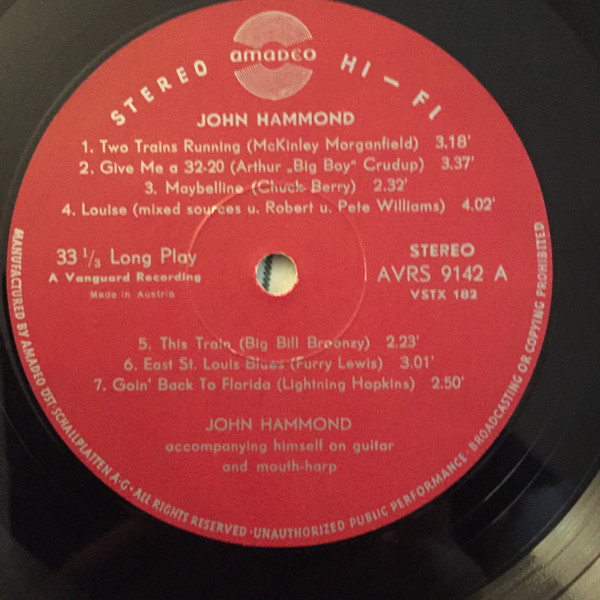 STEREO amadeo HI-FI
JOHN HAMMOND
1. Two Trains Running (McKinley Morganfield) 3.18'
2. Give Me a 32-20 (Arthur „Big Boy“ Crudup) 3.37'
3. Maybelline (Chuck Berry) 2.32'
4. Louise (mixed sources u. Robert u. Pete Williams) 4.02'
33 1/3 Long Play
A Vanguard Recording
Made in Austria
STEREO
AVRS 9142 A
VSTX 182
5. This Train (Big Bill Broonzy) 2.23'
6. East St. Louis Blues (Furry Lewis) 3.01'
7. Goin' Back To Florida (Lightning Hopkins) 2.50'
JOHN HAMMOND
accompanying himself on guitar
and mouth-harp
MANUFACTURED BY AMADEO ÖST. SCHALLPLATTEN A·G · ALL RIGHTS RESERVED · UNAUTHORIZED PUBLIC PERFORMANCE · BROADCASTING OR COPYING PROHIBITED